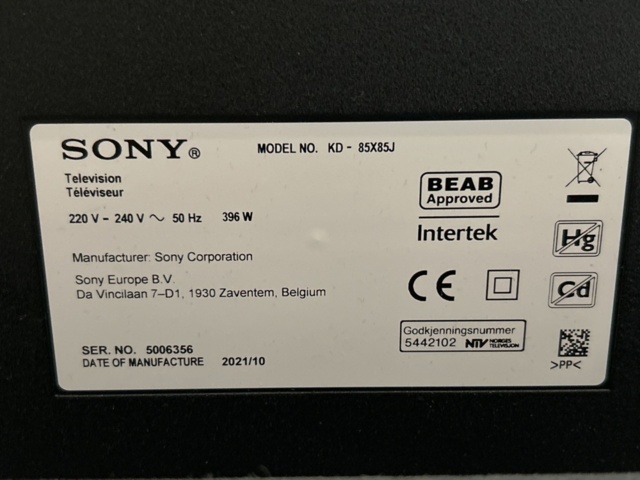 SONY®
MODEL NO. KD - 85X85J
Television
Téléviseur
220 V - 240 V ~ 50 Hz 396 W
Manufacturer: Sony Corporation
Sony Europe B.V.
Da Vincilaan 7-D1, 1930 Zaventem, Belgium
SER. NO. 5006356
DATE OF MANUFACTURE 2021/10
BEAB
Approved
Intertek
CE
Godkjenningsnummer
5442102 NTV NORGES TELEVISJON
Hg
Cd
>PP<